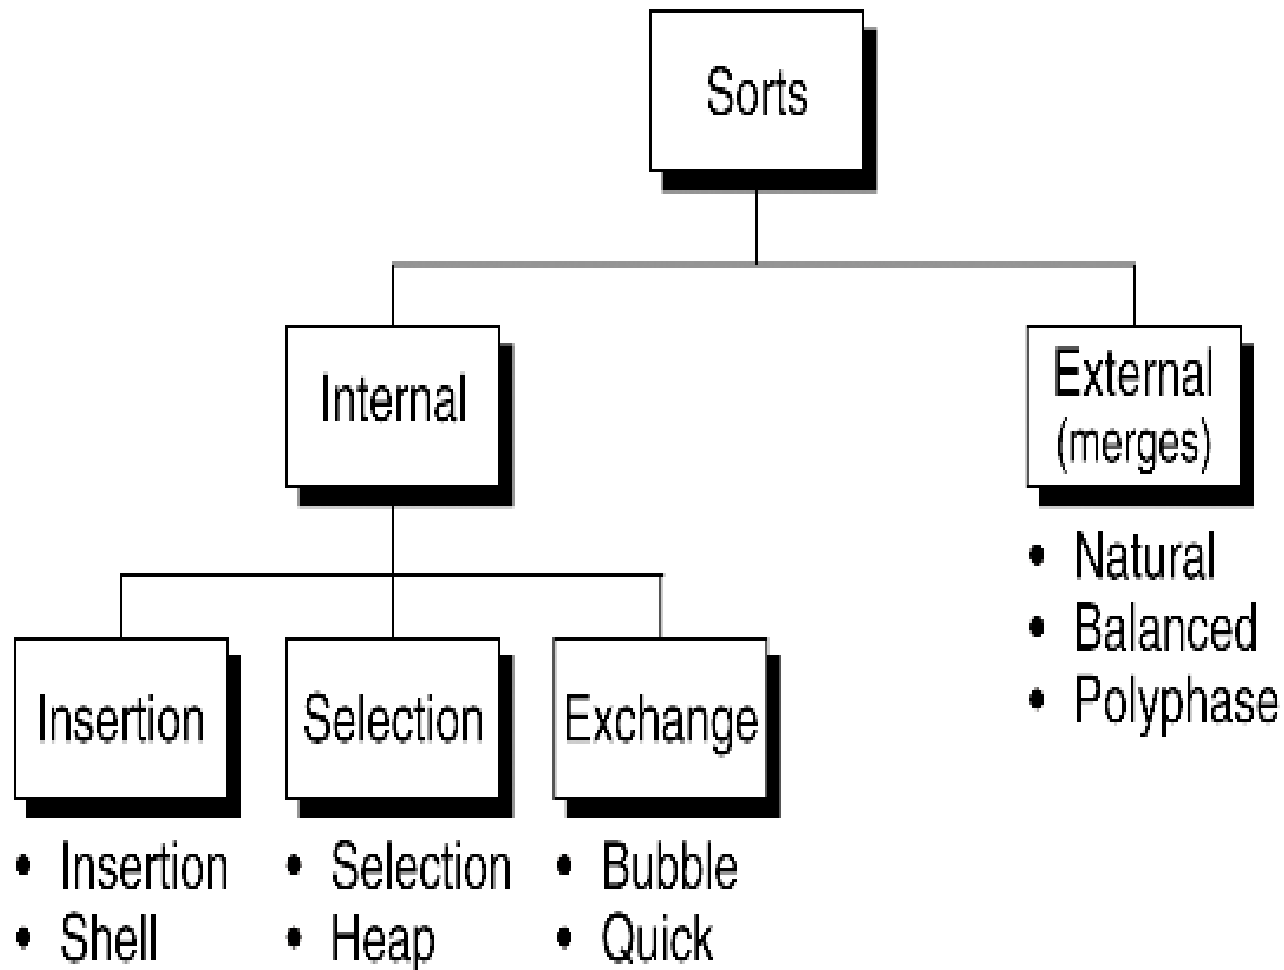 Sorts
Internal
External
(merges)
• Natural
• Balanced
• Polyphase
Insertion
Selection
Exchange
• Insertion
• Shell
• Selection
• Heap
• Bubble
• Quick